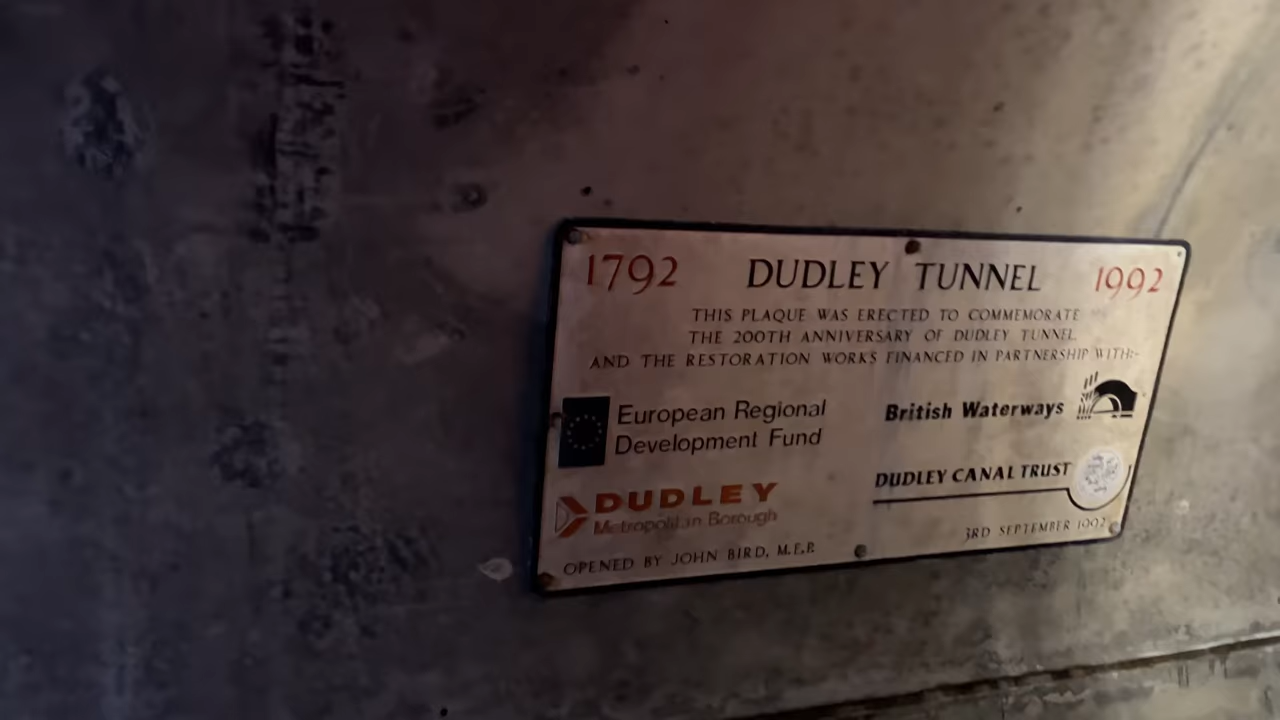 1792 DUDLEY TUNNEL 1992
THIS PLAQUE WAS ERECTED TO COMMEMORATE
THE 200TH ANNIVERSARY OF DUDLEY TUNNEL
AND THE RESTORATION WORKS FINANCED IN PARTNERSHIP WITH:-
European Regional
Development Fund
British Waterways
DUDLEY
Metropolitan Borough
DUDLEY CANAL TRUST
OPENED BY JOHN BIRD, M.E.P.
3RD SEPTEMBER 1992